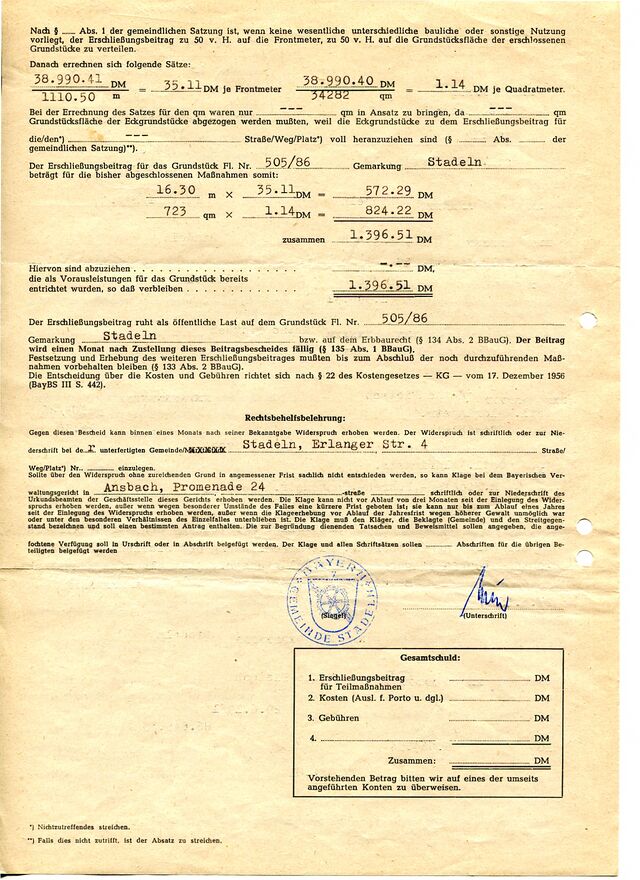 Nach § ___ Abs. 1 der gemeindlichen Satzung ist, wenn keine wesentliche unterschiedliche bauliche oder sonstige Nutzung
vorliegt, der Erschließungsbeitrag zu 50 v. H. auf die Frontmeter, zu 50 v. H. auf die Grundstücksfläche der erschlossenen
Grundstücke zu verteilen.
Danach errechnen sich folgende Sätze:
38.990.41 DM = 35.11 DM je Frontmeter 38.990.40 DM = 1.14 DM je Quadratmeter.
1110.50 m 34282 qm
Bei der Errechnung des Satzes für den qm waren nur --- qm in Ansatz zu bringen, da --- qm
Grundstücksfläche der Eckgrundstücke abgezogen werden mußten, weil die Eckgrundstücke zu dem Erschließungsbeitrag für
die/den*) --- Straße/Weg/Platz*) voll heranzuziehen sind (§ ........ Abs. ........ der
gemeindlichen Satzung)**).
Der Erschließungsbeitrag für das Grundstück Fl. Nr. 505/86 Gemarkung Stadeln
beträgt für die bisher abgeschlossenen Maßnahmen somit:
16.30 m × 35.11 DM = 572.29 DM
723 qm × 1.14 DM = 824.22 DM
zusammen 1.396.51 DM
Hiervon sind abzuziehen . . . . . . . . . . . . . . . . . . . -.-- DM,
die als Vorausleistungen für das Grundstück bereits
entrichtet wurden, so daß verbleiben . . . . . . . . . . . . . 1.396.51 DM
Der Erschließungsbeitrag ruht als öffentliche Last auf dem Grundstück Fl. Nr. 505/86
Gemarkung Stadeln bzw. auf dem Erbbaurecht (§ 134 Abs. 2 BBauG). Der Beitrag
wird einen Monat nach Zustellung dieses Beitragsbescheides fällig (§ 135 Abs. 1 BBauG).
Festsetzung und Erhebung des weiteren Erschließungsbeitrages mußten bis zum Abschluß der noch durchzuführenden Maß-
nahmen vorbehalten bleiben (§ 133 Abs. 2 BBauG).
Die Entscheidung über die Kosten und Gebühren richtet sich nach § 22 des Kostengesetzes — KG — vom 17. Dezember 1956
(BayBS III S. 442).
Rechtsbehelfsbelehrung:
Gegen diesen Bescheid kann binnen eines Monats nach seiner Bekanntgabe Widerspruch erhoben werden. Der Widerspruch ist schriftlich oder zur Nie-
derschrift bei der unterfertigten Gemeinde/ Stadeln, Erlanger Str. 4 Straße/
Weg/Platz*) Nr. ........ einzulegen.
Sollte über den Widerspruch ohne zureichenden Grund in angemessener Frist sachlich nicht entschieden werden, so kann Klage bei dem Bayerischen Ver-
waltungsgericht in Ansbach, Promenade 24 -straße schriftlich oder zur Niederschrift des
Urkundsbeamten der Geschäftsstelle dieses Gerichts erhoben werden. Die Klage kann nicht vor Ablauf von drei Monaten seit der Einlegung des Wider-
spruchs erhoben werden, außer wenn wegen besonderer Umstände des Falles eine kürzere Frist geboten ist; sie kann nur bis zum Ablauf eines Jahres
seit der Einlegung des Widerspruchs erhoben werden, außer wenn die Klageerhebung vor Ablauf der Jahresfrist wegen höherer Gewalt unmöglich war
oder unter den besonderen Verhältnissen des Einzelfalles unterblieben ist. Die Klage muß den Kläger, die Beklagte (Gemeinde) und den Streitgegen-
stand bezeichnen und soll einen bestimmten Antrag enthalten. Die zur Begründung dienenden Tatsachen und Beweismittel sollen angegeben, die ange-
fochtene Verfügung soll in Urschrift oder in Abschrift beigefügt werden. Der Klage und allen Schriftsätzen sollen ........ Abschriften für die übrigen Be-
teiligten beigefügt werden
BAYERN
GEMEINDE STADELN
(Siegel)
(Unterschrift)
Gesamtschuld:
1. Erschließungsbeitrag ........ DM
für Teilmaßnahmen
2. Kosten (Ausl. f. Porto u. dgl.) ........ DM
3. Gebühren ........ DM
4. ........ DM
Zusammen: ........ DM
Vorstehenden Betrag bitten wir auf eines der umseits
angeführten Konten zu überweisen.
*) Nichtzutreffendes streichen.
**) Falls dies nicht zutrifft, ist der Absatz zu streichen.